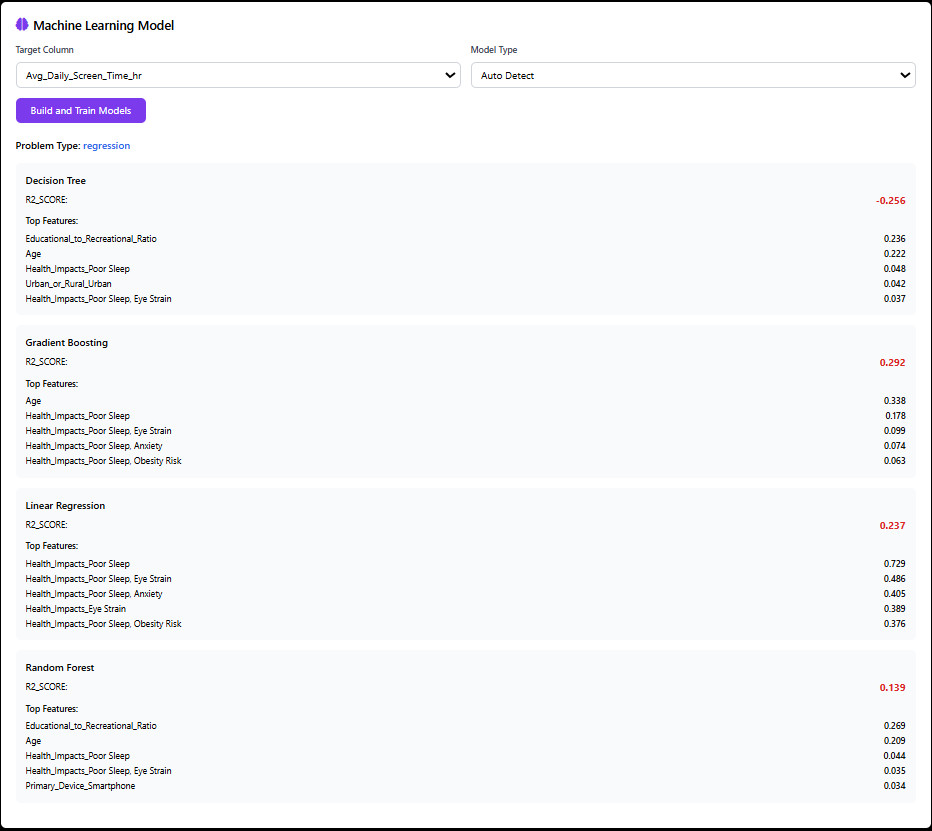 Machine Learning Model
Target Column Model Type
Avg_Daily_Screen_Time_hr Auto Detect
Build and Train Models
Problem Type: regression
Decision Tree
R2_SCORE: -0.256
Top Features:
Educational_to_Recreational_Ratio 0.236
Age 0.222
Health_Impacts_Poor Sleep 0.048
Urban_or_Rural_Urban 0.042
Health_Impacts_Poor Sleep, Eye Strain 0.037
Gradient Boosting
R2_SCORE: 0.292
Top Features:
Age 0.338
Health_Impacts_Poor Sleep 0.178
Health_Impacts_Poor Sleep, Eye Strain 0.099
Health_Impacts_Poor Sleep, Anxiety 0.074
Health_Impacts_Poor Sleep, Obesity Risk 0.063
Linear Regression
R2_SCORE: 0.237
Top Features:
Health_Impacts_Poor Sleep 0.729
Health_Impacts_Poor Sleep, Eye Strain 0.486
Health_Impacts_Poor Sleep, Anxiety 0.405
Health_Impacts_Eye Strain 0.389
Health_Impacts_Poor Sleep, Obesity Risk 0.376
Random Forest
R2_SCORE: 0.139
Top Features:
Educational_to_Recreational_Ratio 0.269
Age 0.209
Health_Impacts_Poor Sleep 0.044
Health_Impacts_Poor Sleep, Eye Strain 0.035
Primary_Device_Smartphone 0.034